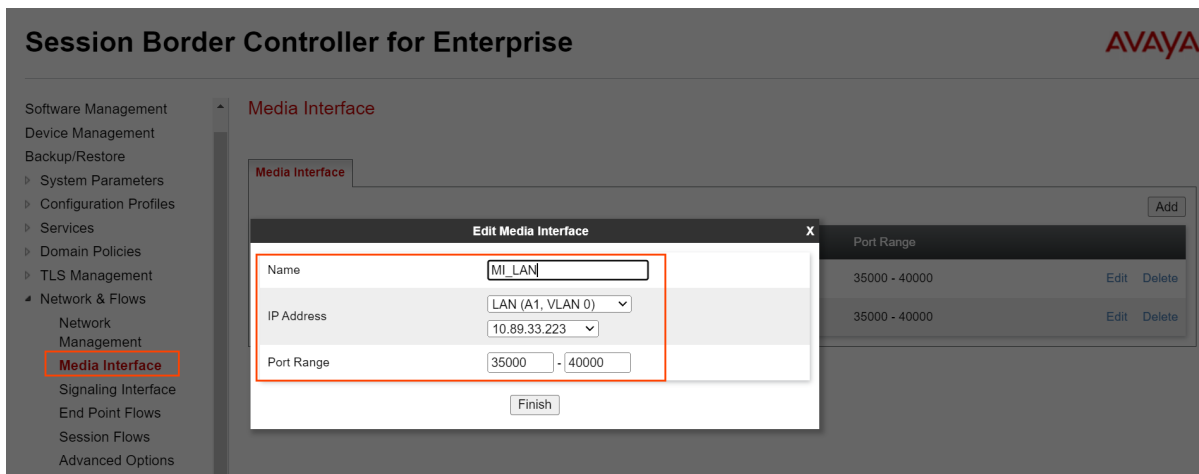 Session Border Controller for Enterprise
AVAYA
Software Management
Device Management
Backup/Restore
System Parameters
Configuration Profiles
Services
Domain Policies
TLS Management
Network & Flows
Network
Management
Media Interface
Signaling Interface
End Point Flows
Session Flows
Advanced Options
Media Interface
Media Interface
Add
Port Range
35000 - 40000 Edit Delete
35000 - 40000 Edit Delete
Edit Media Interface X
Name MI_LAN
IP Address LAN (A1, VLAN 0)
10.89.33.223
Port Range 35000 - 40000
Finish